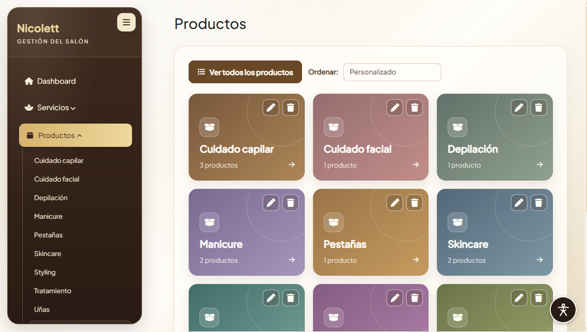 Nicolett
GESTIÓN DEL SALÓN
Dashboard
Servicios
Productos
Cuidado capilar
Cuidado facial
Depilación
Manicure
Pestañas
Skincare
Styling
Tratamiento
Uñas
Productos
Ver todos los productos
Ordenar:
Personalizado
Cuidado capilar
3 productos
Cuidado facial
1 producto
Depilación
1 producto
Manicure
2 productos
Pestañas
1 producto
Skincare
2 productos